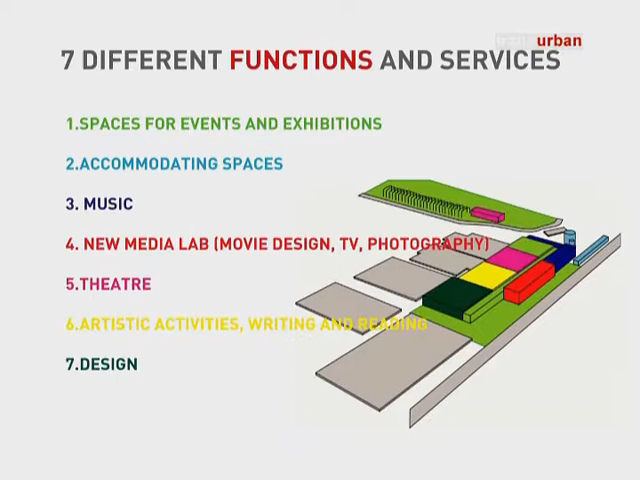 urban
7 DIFFERENT FUNCTIONS AND SERVICES
1.SPACES FOR EVENTS AND EXHIBITIONS
2.ACCOMMODATING SPACES
3. MUSIC
4. NEW MEDIA LAB (MOVIE DESIGN, TV, PHOTOGRAPHY)
5.THEATRE
6.ARTISTIC ACTIVITIES, WRITING AND READING
7.DESIGN